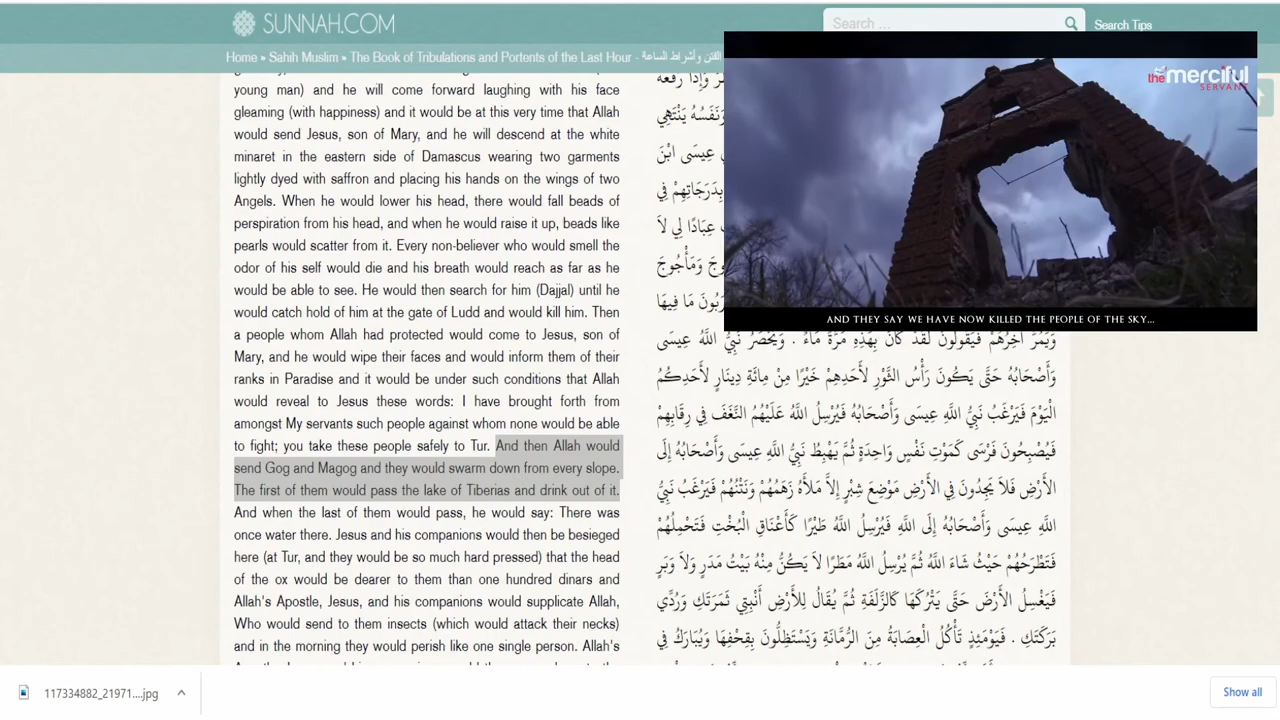 SUNNAH.COM
Search ...
Search Tips
Home » Sahih Muslim » The Book of Tribulations and Portents of the Last Hour - الفتن وأشراط الساعة
young man) and he will come forward laughing with his face
gleaming (with happiness) and it would be at this very time that Allah
would send Jesus, son of Mary, and he will descend at the white
minaret in the eastern side of Damascus wearing two garments
lightly dyed with saffron and placing his hands on the wings of two
Angels. When he would lower his head, there would fall beads of
perspiration from his head, and when he would raise it up, beads like
pearls would scatter from it. Every non-believer who would smell the
odor of his self would die and his breath would reach as far as he
would be able to see. He would then search for him (Dajjal) until he
would catch hold of him at the gate of Ludd and would kill him. Then
a people whom Allah had protected would come to Jesus, son of
Mary, and he would wipe their faces and would inform them of their
ranks in Paradise and it would be under such conditions that Allah
would reveal to Jesus these words: I have brought forth from
amongst My servants such people against whom none would be able
to fight; you take these people safely to Tur. And then Allah would
send Gog and Magog and they would swarm down from every slope.
The first of them would pass the lake of Tiberias and drink out of it.
And when the last of them would pass, he would say: There was
once water there. Jesus and his companions would then be besieged
here (at Tur, and they would be so much hard pressed) that the head
of the ox would be dearer to them than one hundred dinars and
Allah's Apostle, Jesus, and his companions would supplicate Allah,
Who would send to them insects (which would attack their necks)
and in the morning they would perish like one single person. Allah's
وَإِذَا رَفَعَهُ
وَنَفَسُهُ يَنْتَهِي
عِيسَى ابْنَ
بِدَرَجَاتِهِمْ فِي
عِبَادًا لِي لاَ
وَمَأْجُوجَ
مَا فِيهَا
وَيَمُرُّ آخِرُهُمْ فَيَقُولُونَ لَقَدْ كَانَ بِهَذِهِ مَرَّةً مَاءٌ . وَيُحْصَرُ نَبِيُّ اللَّهِ عِيسَى
وَأَصْحَابُهُ حَتَّى يَكُونَ رَأْسُ الثَّوْرِ لأَحَدِهِمْ خَيْرًا مِنْ مِائَةِ دِينَارٍ لأَحَدِكُمُ
الْيَوْمَ فَيَرْغَبُ نَبِيُّ اللَّهِ عِيسَى وَأَصْحَابُهُ فَيُرْسِلُ اللَّهُ عَلَيْهُمُ النَّغَفَ فِي رِقَابِهِمْ
فَيُصْبِحُونَ فَرْسَى كَمَوْتِ نَفْسٍ وَاحِدَةٍ ثُمَّ يَهْبِطُ نَبِيُّ اللَّهِ عِيسَى وَأَصْحَابُهُ إِلَى
الأَرْضِ فَلاَ يَجِدُونَ فِي الأَرْضِ مَوْضِعَ شِبْرٍ إِلاَّ مَلأَهُ زَهَمُهُمْ وَنَتْنُهُمْ فَيَرْغَبُ نَبِيُّ
اللَّهِ عِيسَى وَأَصْحَابُهُ إِلَى اللَّهِ فَيُرْسِلُ اللَّهُ طَيْرًا كَأَعْنَاقِ الْبُخْتِ فَتَحْمِلُهُمْ
فَتَطْرَحُهُمْ حَيْثُ شَاءَ اللَّهُ ثُمَّ يُرْسِلُ اللَّهُ مَطَرًا لاَ يَكُنُّ مِنْهُ بَيْتُ مَدَرٍ وَلاَ وَبَرٍ
فَيَغْسِلُ الأَرْضَ حَتَّى يَتْرُكَهَا كَالزَّلَفَةِ ثُمَّ يُقَالُ لِلأَرْضِ أَنْبِتِي ثَمَرَتَكِ وَرُدِّي
بَرَكَتَكِ . فَيَوْمَئِذٍ تَأْكُلُ الْعِصَابَةُ مِنَ الرُّمَّانَةِ وَيَسْتَظِلُّونَ بِقِحْفِهَا وَيُبَارَكُ فِي
the merciful
SERVANT
AND THEY SAY WE HAVE NOW KILLED THE PEOPLE OF THE SKY...
117334882_21971....jpg
Show all